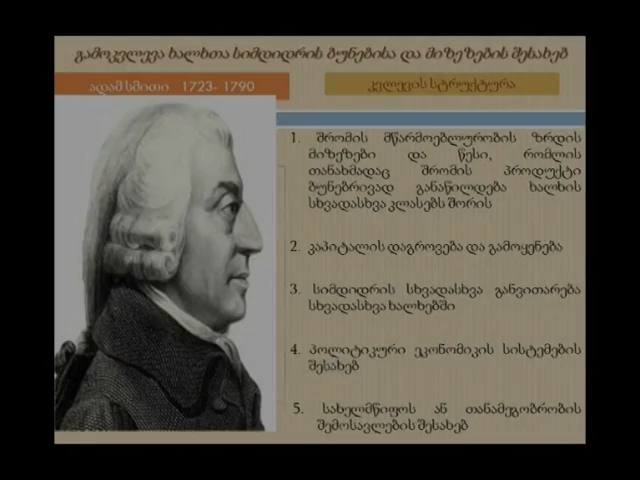 გამოკვლევა ხალხთა სიმდიდრის ბუნებისა და მიზეზების შესახებ
ადამ სმითი 1723- 1790
კვლევის სტრუქტურა
1. შრომის მწარმოებლურობის ზრდის
მიზეზები და წესი, რომლის
თანახმადაც შრომის პროდუქტი
ბუნებრივად განაწილდება ხალხის
სხვადასხვა კლასებს შორის
2. კაპიტალის დაგროვება და გამოყენება
3. სიმდიდრის სხვადასხვა განვითარება
სხვადასხვა ხალხებში
4. პოლიტიკური ეკონომიკის სისტემების
შესახებ
5. სახელმწიფოს ან თანამეგობრობის
შემოსავლების შესახებ